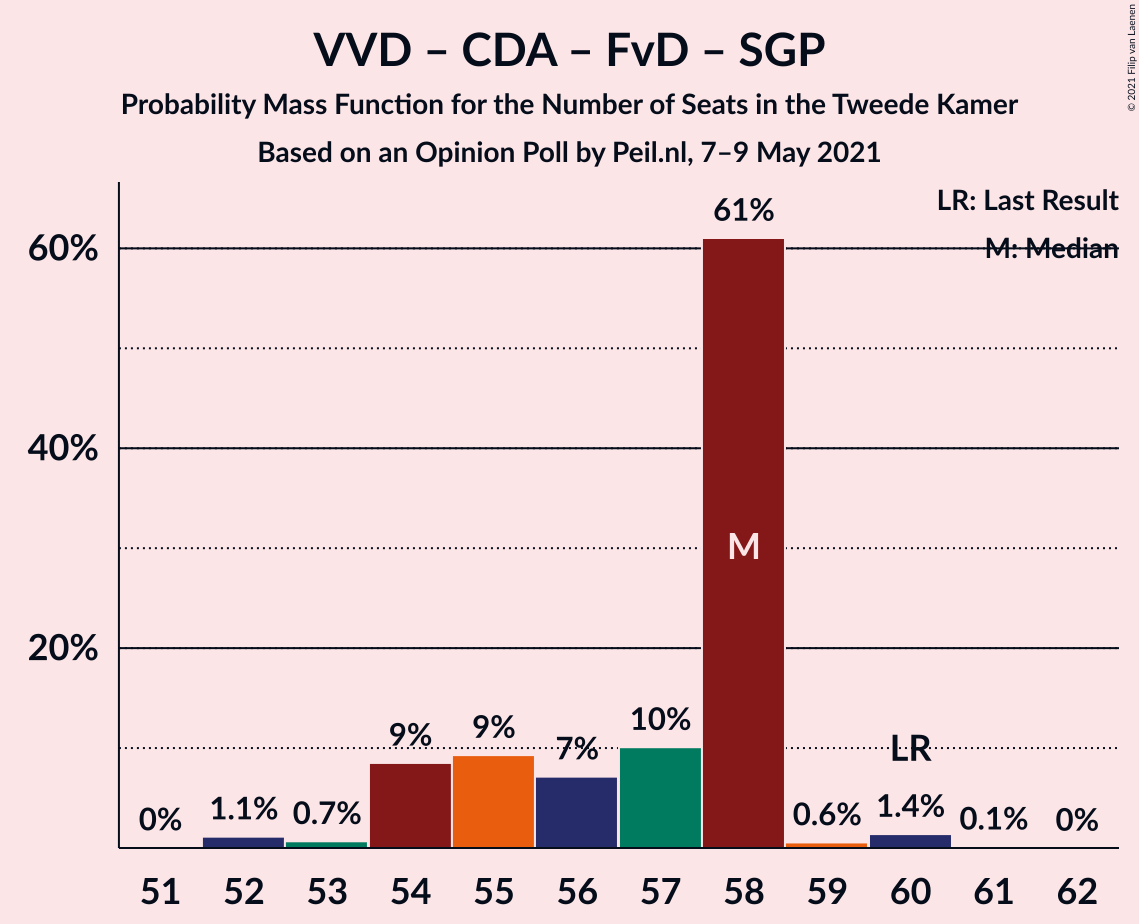 VVD – CDA – FvD – SGP
Probability Mass Function for the Number of Seats in the Tweede Kamer
Based on an Opinion Poll by Peil.nl, 7–9 May 2021
© 2021 Filip van Laenen
LR: Last Result
M: Median
60%
40%
20%
0%
1.1%
0.7%
9%
9%
7%
10%
61%
M
0.6%
LR
1.4%
0.1%
0%
51 52 53 54 55 56 57 58 59 60 61 62